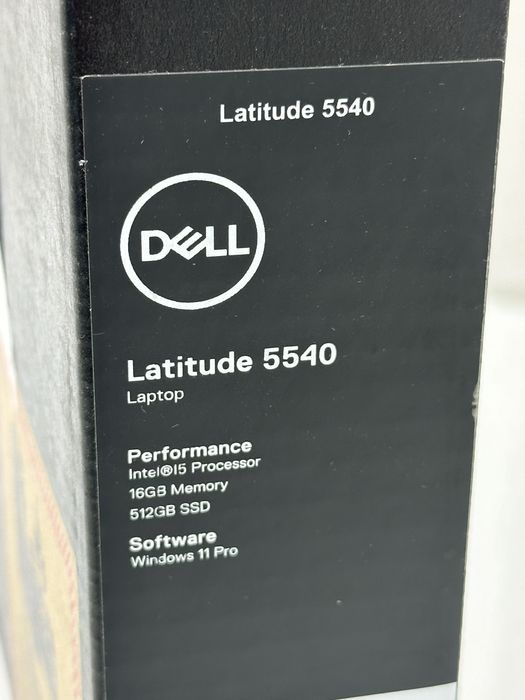 Latitude 5540
DELL
Latitude 5540
Laptop
Performance
Intel®I5 Processor
16GB Memory
512GB SSD
Software
Windows 11 Pro